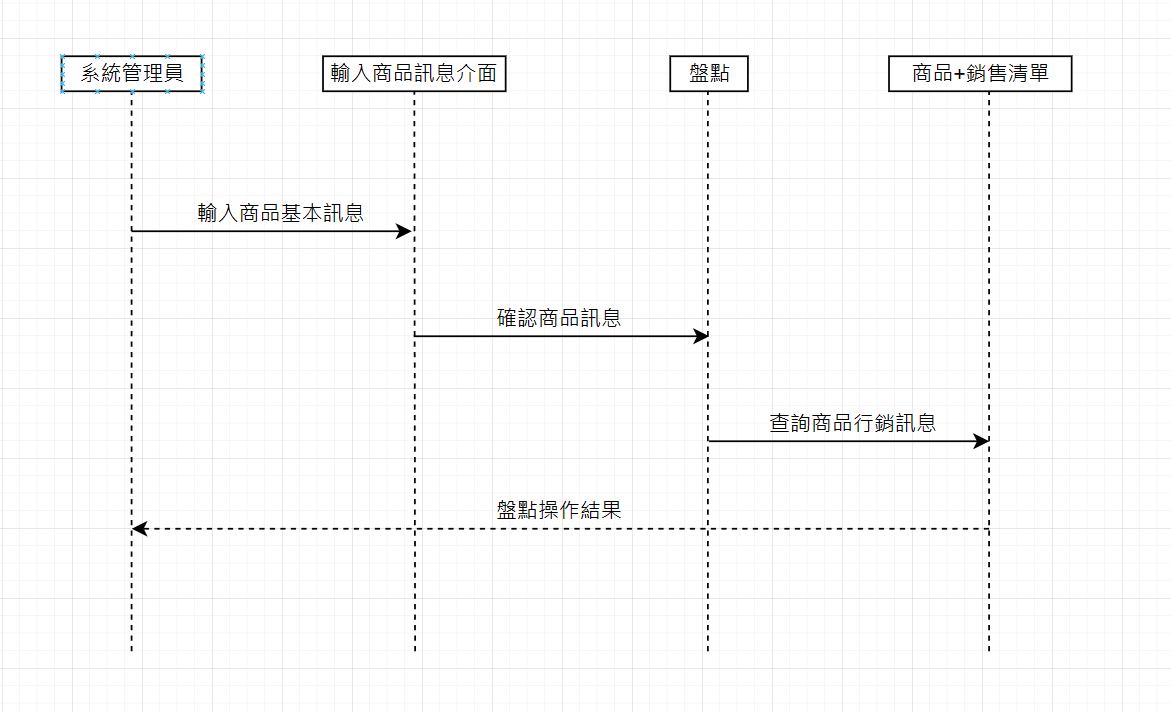 系統管理員
輸入商品訊息介面
盤點
商品+銷售清單
輸入商品基本訊息
確認商品訊息
查詢商品行銷訊息
盤點操作結果